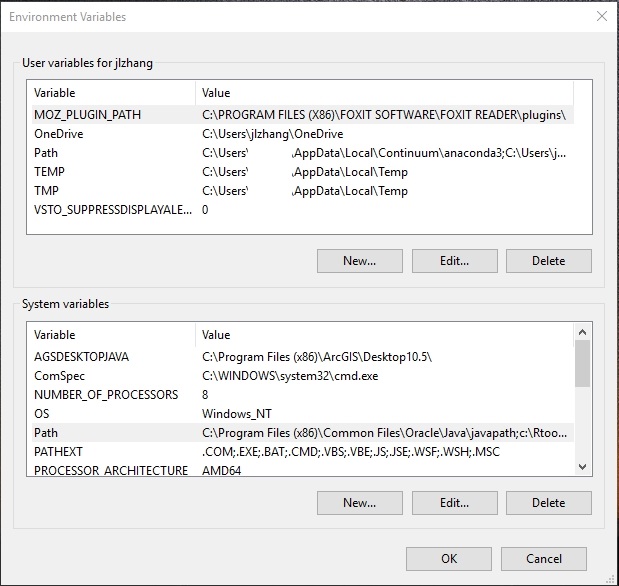 Environment Variables
User variables for jlzhang
Variable Value
MOZ_PLUGIN_PATH C:\PROGRAM FILES (X86)\FOXIT SOFTWARE\FOXIT READER\plugins\
OneDrive C:\Users\jlzhang\OneDrive
Path C:\Users\ \AppData\Local\Continuum\anaconda3;C:\Users\j...
TEMP C:\Users\ \AppData\Local\Temp
TMP C:\Users\ \AppData\Local\Temp
VSTO_SUPPRESSDISPLAYALE... 0
New... Edit... Delete
System variables
Variable Value
AGSDESKTOPJAVA C:\Program Files (x86)\ArcGIS\Desktop10.5\
ComSpec C:\WINDOWS\system32\cmd.exe
NUMBER_OF_PROCESSORS 8
OS Windows_NT
Path C:\Program Files (x86)\Common Files\Oracle\Java\javapath;c:\Rtoo...
PATHEXT .COM;.EXE;.BAT;.CMD;.VBS;.VBE;.JS;.JSE;.WSF;.WSH;.MSC
PROCESSOR_ARCHITECTURE AMD64
New... Edit... Delete
OK Cancel